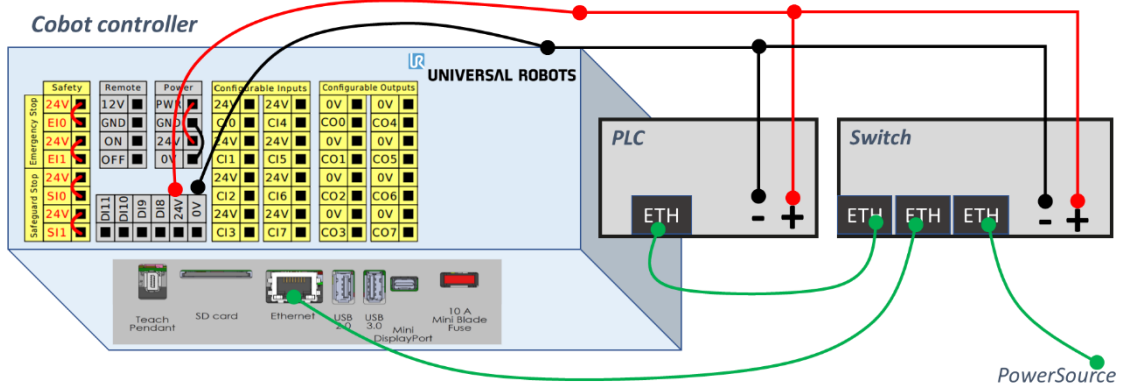 Cobot controller
UR
UNIVERSAL ROBOTS
Safety
Emergency Stop
24V
EI0
24V
EI1
Safeguard Stop
24V
SI0
24V
SI1
Remote
12V
GND
ON
OFF
Power
PWR
GND
24V
0V
Configurable Inputs
24V 24V
CI0 CI4
24V 24V
CI1 CI5
24V 24V
CI2 CI6
24V 24V
CI3 CI7
Configurable Outputs
0V 0V
CO0 CO4
0V 0V
CO1 CO5
0V 0V
CO2 CO6
0V 0V
CO3 CO7
DI11
DI10
DI9
DI8
24V
0V
Teach
Pendant
SD card
Ethernet
USB
2.0
USB
3.0
Mini
DisplayPort
10 A
Mini Blade
Fuse
PLC
ETH
- +
Switch
ETH ETH ETH
- +
PowerSource